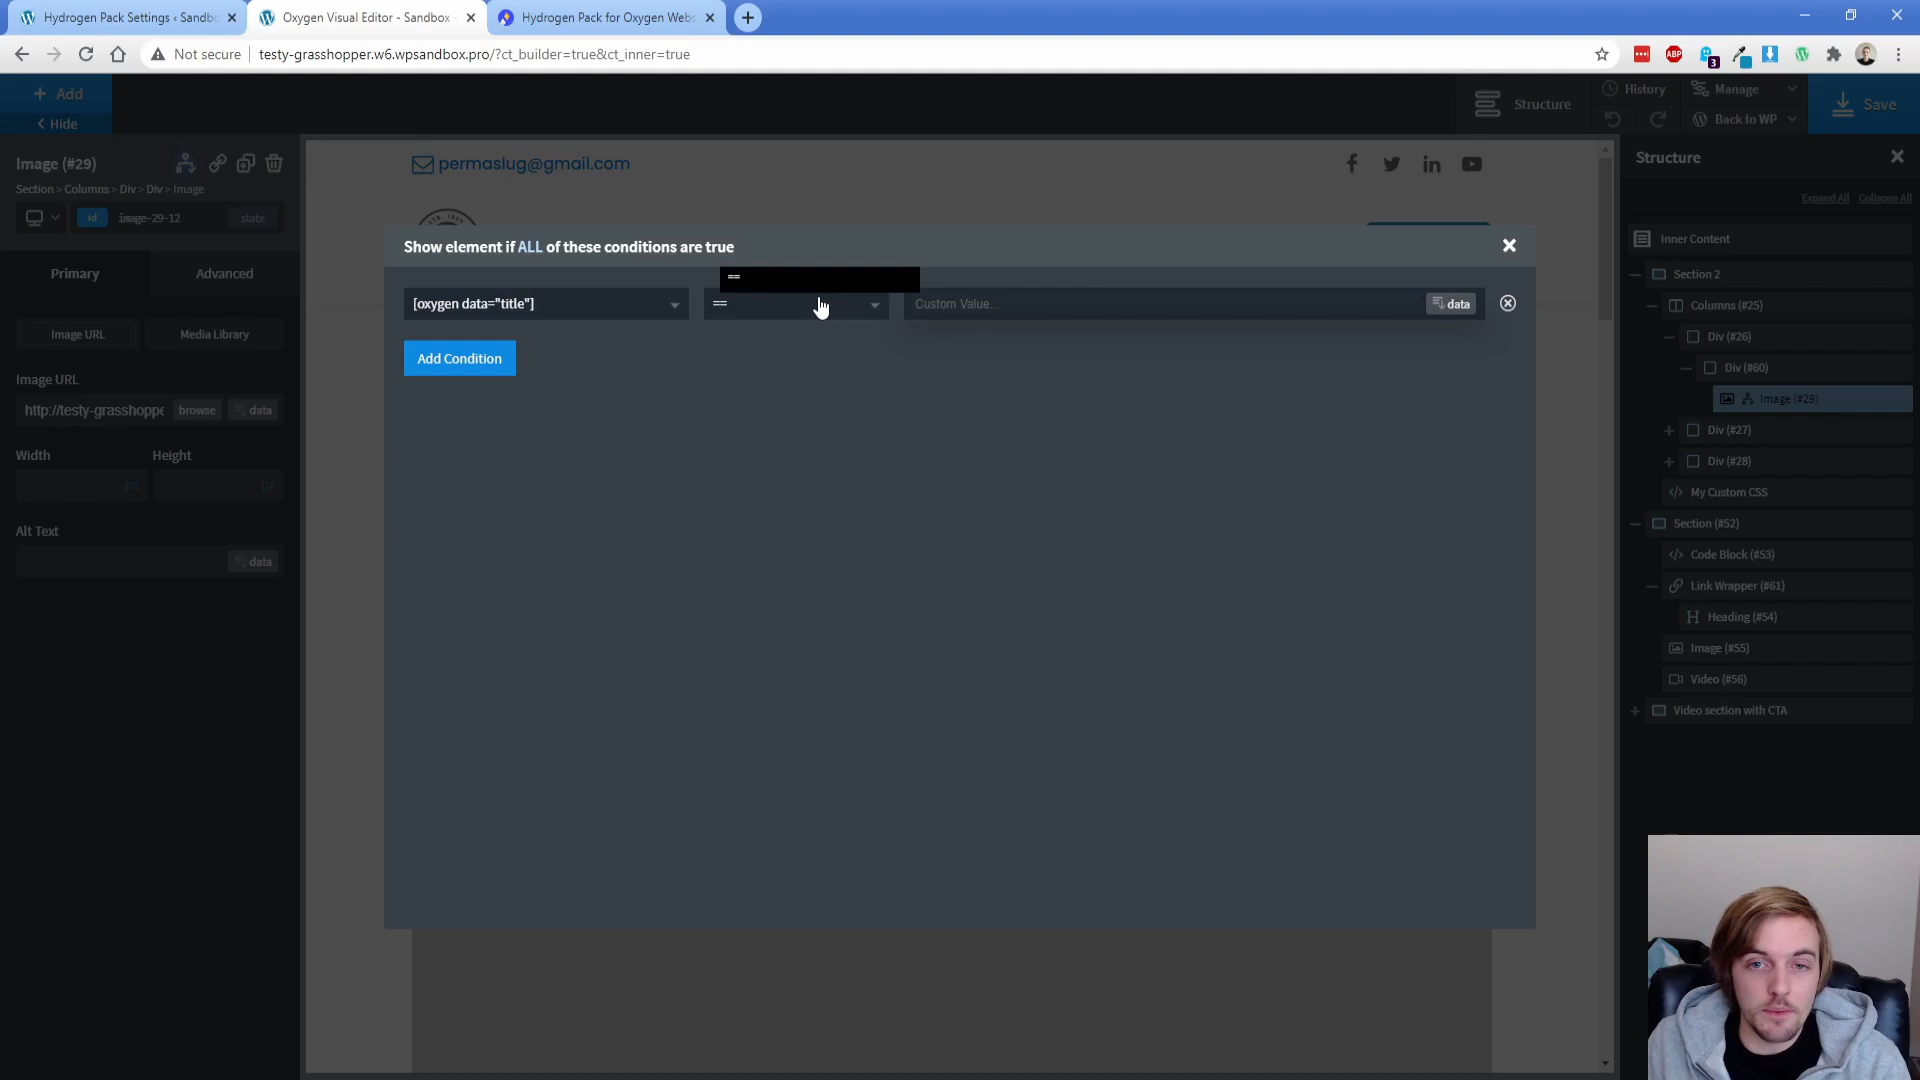 Hydrogen Pack Settings ‹ Sandbo
Oxygen Visual Editor - Sandbox
Hydrogen Pack for Oxygen Webs
Not secure
testy-grasshopper.w6.wpsandbox.pro/?ct_builder=true&ct_inner=true
ABP
3
+ Add
< Hide
Structure
History
Manage
Back to WP
Save
Image (#29)
Section > Columns > Div > Div > Image
id
image-29-12
state
Primary
Advanced
Image URL
Media Library
Image URL
http://testy-grasshoppe
browse
data
Width
Height
px
px
Alt Text
data
permaslug@gmail.com
Show element if ALL of these conditions are true
==
[oxygen data="title"]
==
Custom Value...
data
Add Condition
Structure
Expand All
Collapse All
Inner Content
Section 2
Columns (#25)
Div (#26)
Div (#60)
Image (#29)
Div (#27)
Div (#28)
My Custom CSS
Section (#52)
Code Block (#53)
Link Wrapper (#61)
Heading (#54)
Image (#55)
Video (#56)
Video section with CTA